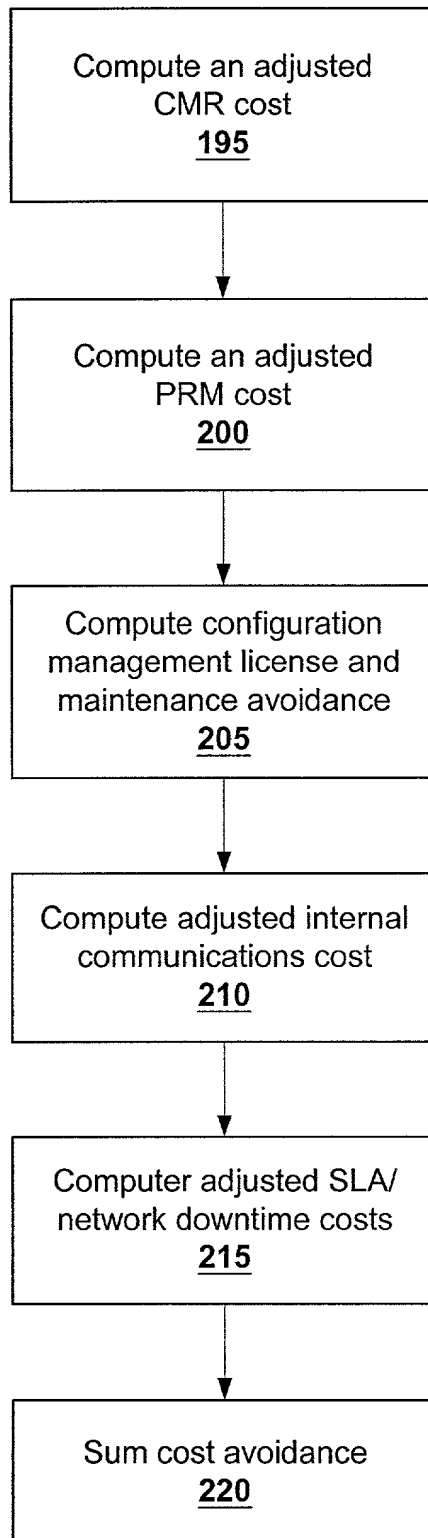 Compute an adjusted
CMR cost
195
Compute an adjusted
PRM cost
200
Compute configuration
management license and
maintenance avoidance
205
Compute adjusted internal
communications cost
210
Computer adjusted SLA/
network downtime costs
215
Sum cost avoidance
220